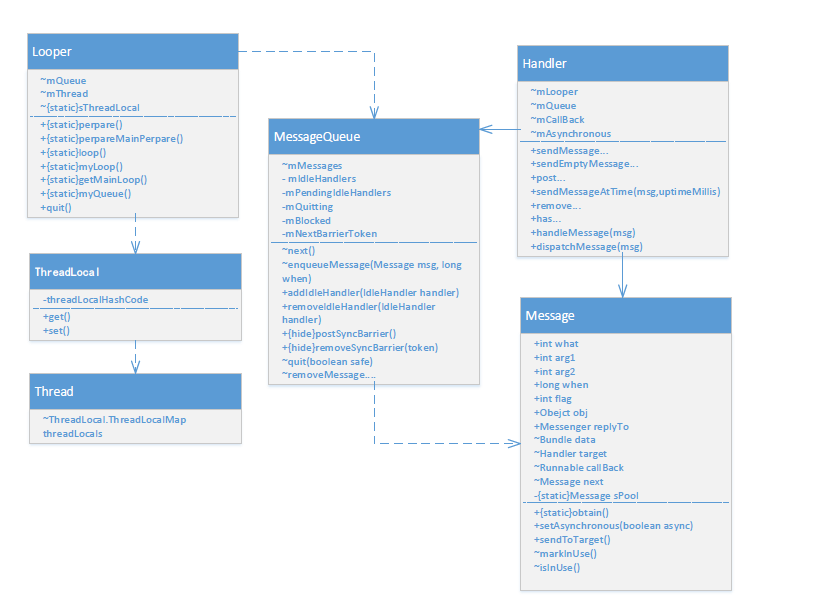 Looper
~mQueue
~mThread
~{static}sThreadLocal
+{static}perpare()
+{static}perpareMainPerpare()
+{static}loop()
+{static}myLoop()
+{static}getMainLoop()
+{static}myQueue()
+quit()
ThreadLocal
-threadLocalHashCode
+get()
+set()
Thread
~ThreadLocal.ThreadLocalMap
threadLocals
MessageQueue
~mMessages
- mIdleHandlers
-mPendingIdleHandlers
-mQuitting
-mBlocked
-mNextBarrierToken
~next()
~enqueueMessage(Message msg, long
when)
+addIdleHandler(IdleHandler handler)
+removeIdleHandler(IdleHandler
handler)
+{hide}postSyncBarrier()
+{hide}removeSyncBarrier(token)
~quit(boolean safe)
~removeMessage....
Handler
~mLooper
~mQueue
~mCallBack
~mAsynchronous
+sendMessage...
+sendEmptyMessage...
+post...
+sendMessageAtTime(msg,uptimeMillis)
+remove...
+has...
+handleMessage(msg)
+dispatchMessage(msg)
Message
+int what
+int arg1
+int arg2
+long when
+int flag
+Obejct obj
+Messenger replyTo
~Bundle data
~Handler target
~Runnable callBack
~Message next
-{static}Message sPool
+{static}obtain()
+setAsynchronous(boolean async)
+sendToTarget()
~markInUse()
~isInUse()